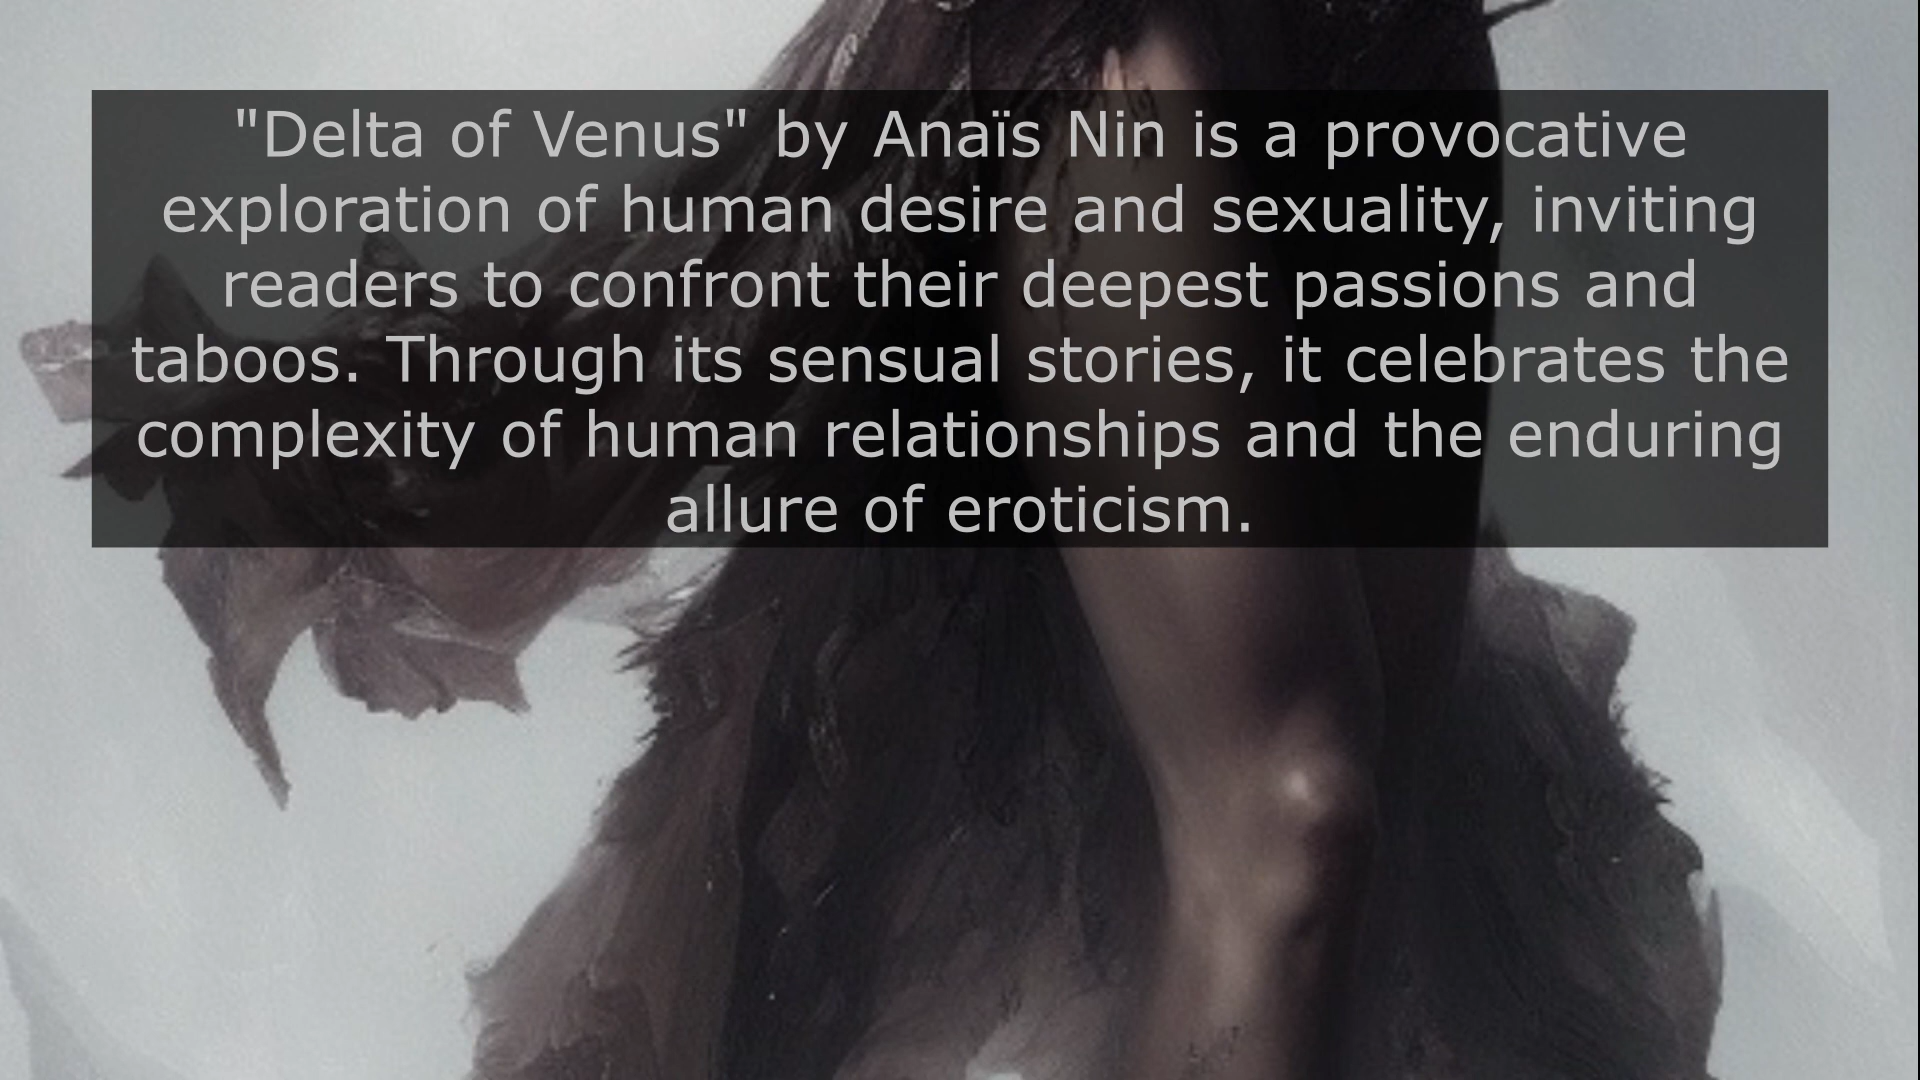 "Delta of Venus" by Anaïs Nin is a provocative
exploration of human desire and sexuality, inviting
readers to confront their deepest passions and
taboos. Through its sensual stories, it celebrates the
complexity of human relationships and the enduring
allure of eroticism.